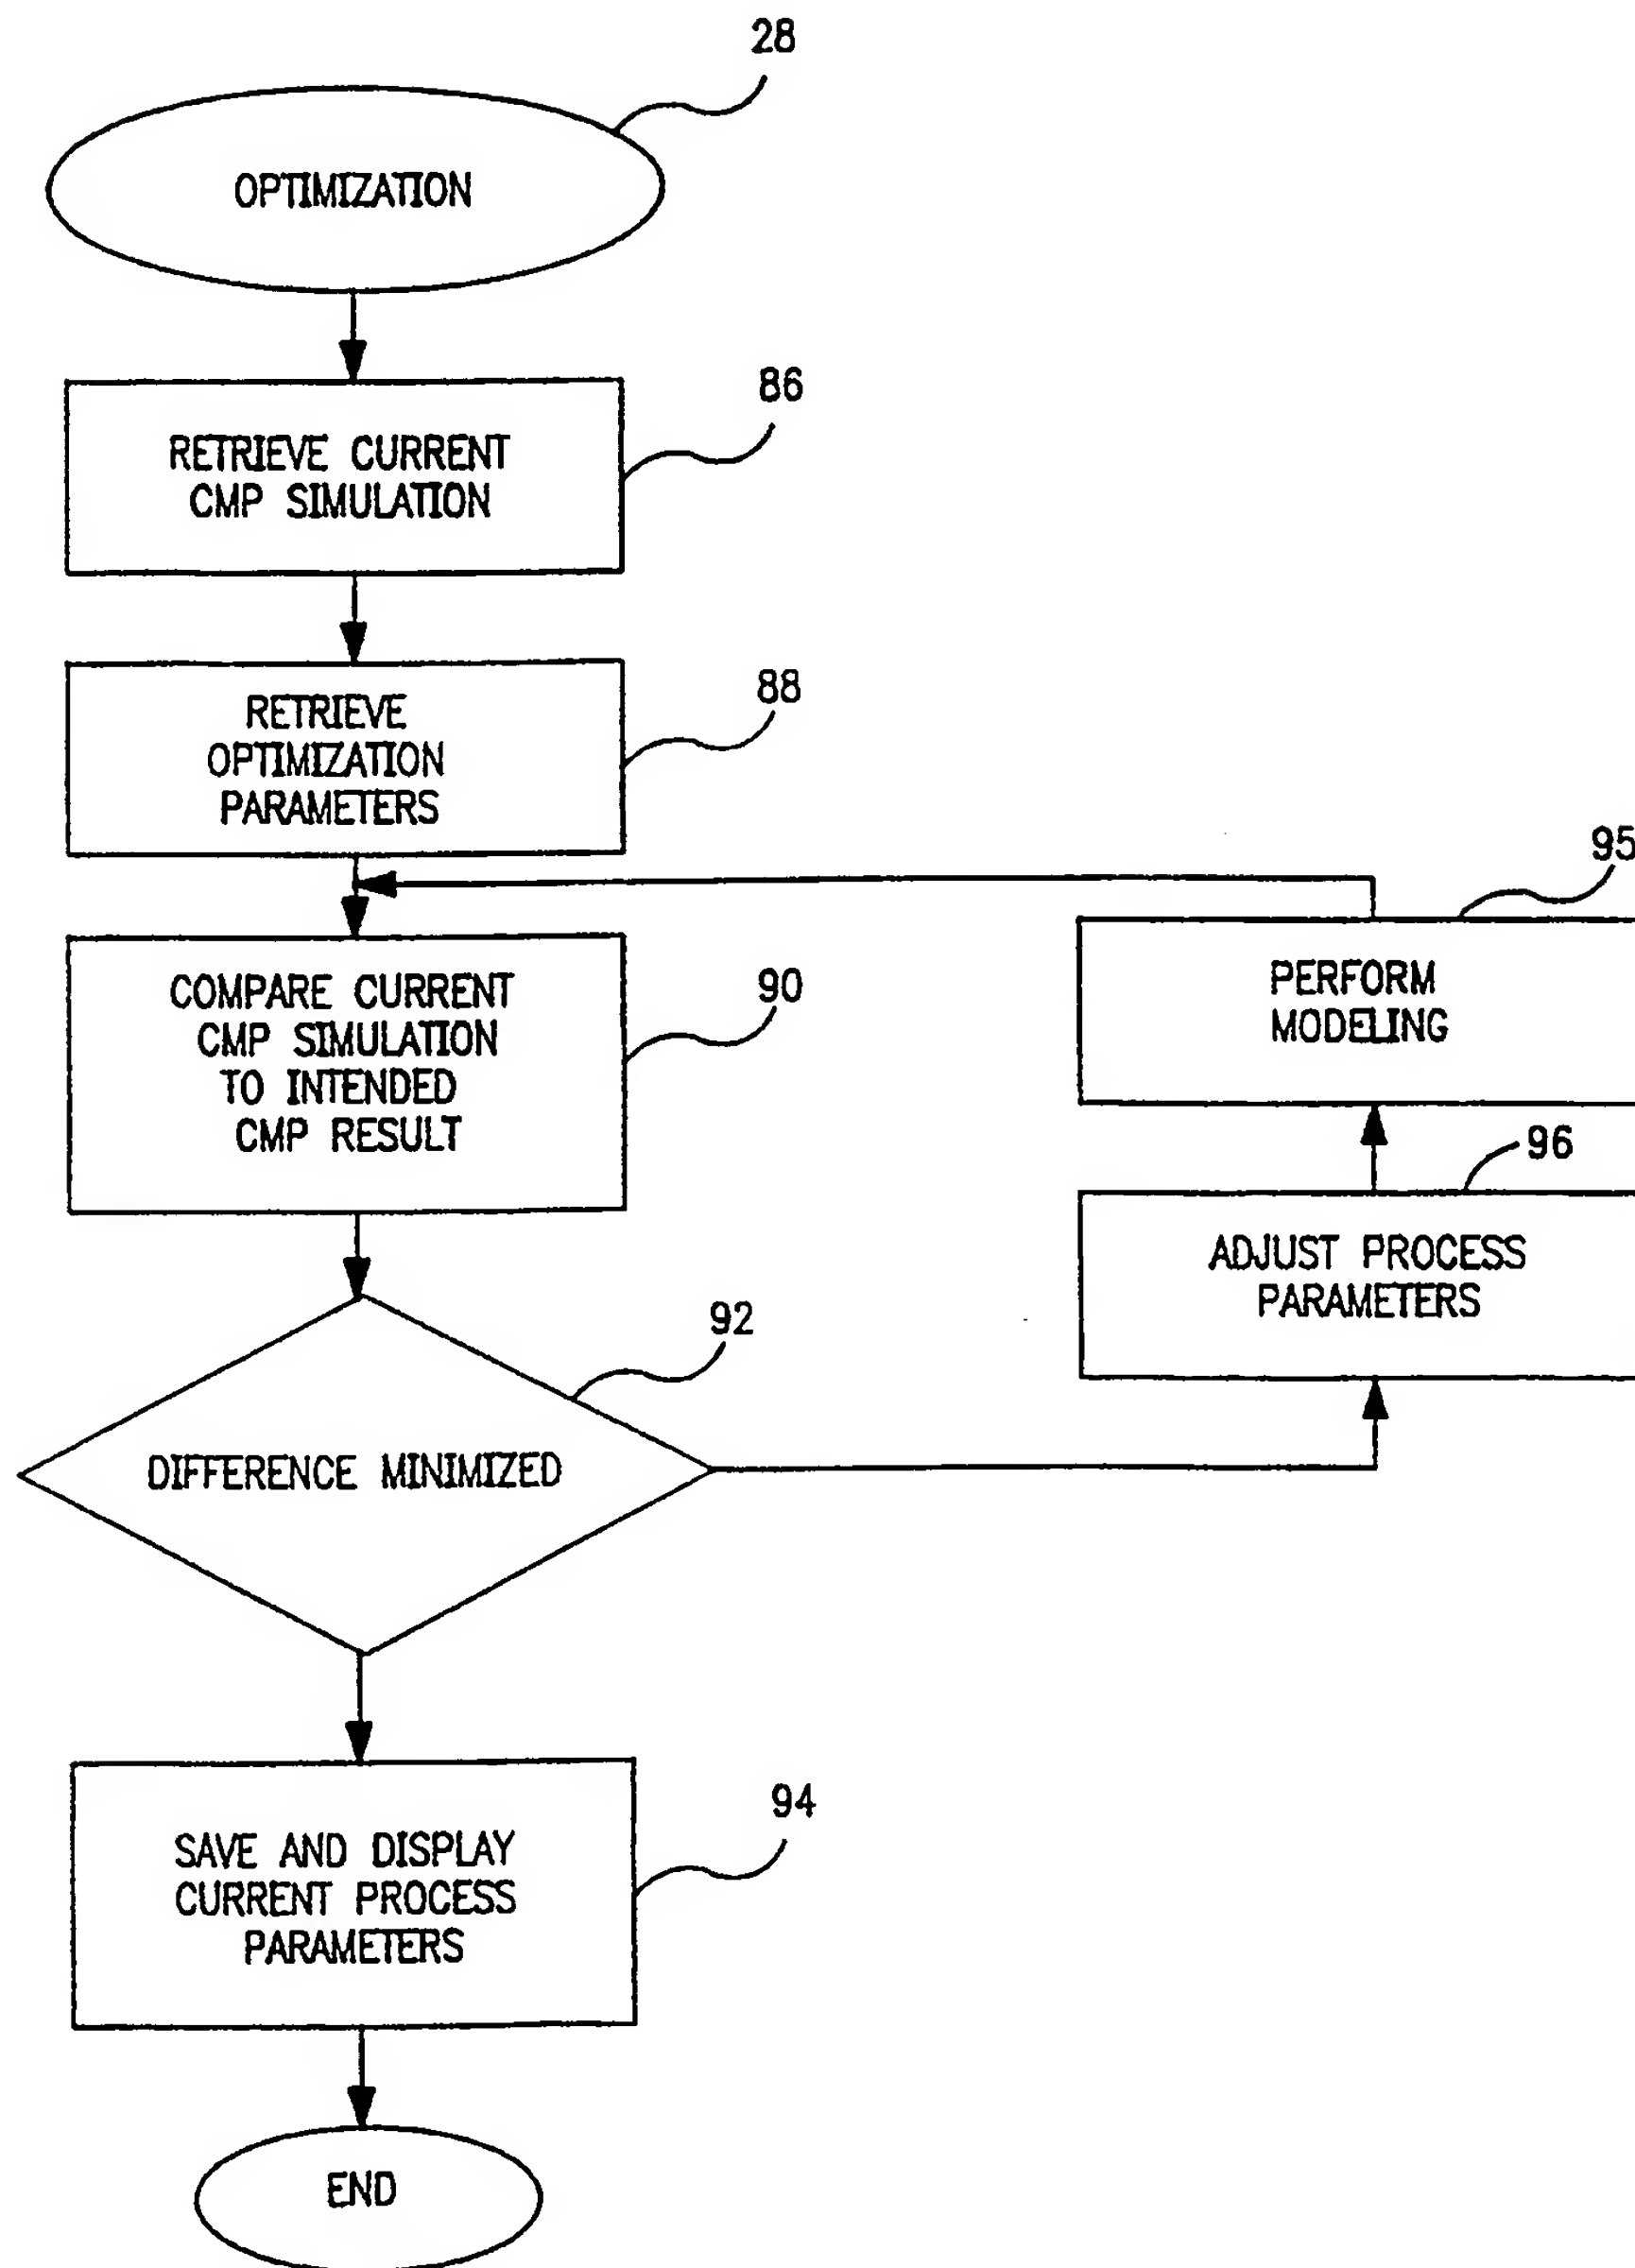 28
OPTIMIZATION
86
RETRIEVE CURRENT
CMP SIMULATION
88
RETRIEVE
OPTIMIZATION
PARAMETERS
95
PERFORM
MODELING
90
COMPARE CURRENT
CMP SIMULATION
TO INTENDED
CMP RESULT
96
ADJUST PROCESS
PARAMETERS
92
DIFFERENCE MINIMIZED
94
SAVE AND DISPLAY
CURRENT PROCESS
PARAMETERS
END